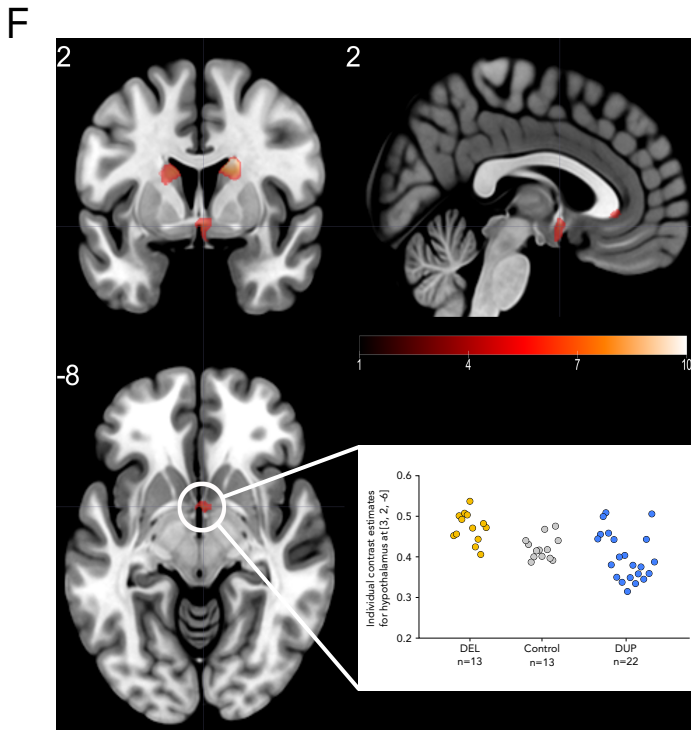 F
2
2
1 4 7 10
-8
Individual contrast estimates
for hypothalamus at [3, 2, -6]
0.6
0.5
0.4
0.3
0.2
DEL Control DUP
n=13 n=13 n=22